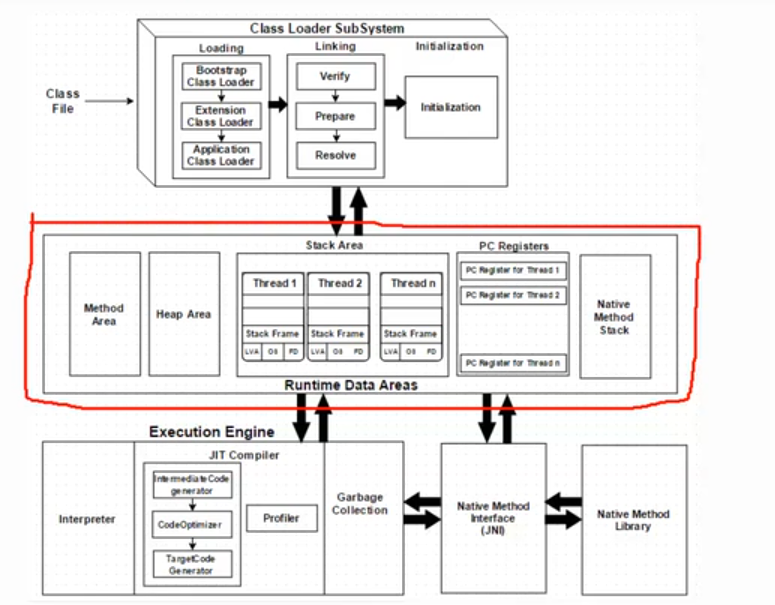 Class Loader SubSystem
Loading
Linking
Initialization
Bootstrap
Class Loader
Extension
Class Loader
Application
Class Loader
Verify
Prepare
Resolve
Initialization
Class
File
Stack Area
PC Registers
Method
Area
Heap Area
Thread 1
Thread 2
Thread n
Stack Frame
Stack Frame
Stack Frame
LVA OS FD
LVA OS FD
LVA OS FD
PC Register for Thread 1
PC Register for Thread 2
PC Register for Thread n
Native
Method
Stack
Runtime Data Areas
Execution Engine
JIT Compiler
Interpreter
IntermediateCode
generator
CodeOptimizer
TargetCode
Generator
Profiler
Garbage
Collection
Native Method
Interface
(JNI)
Native Method
Library